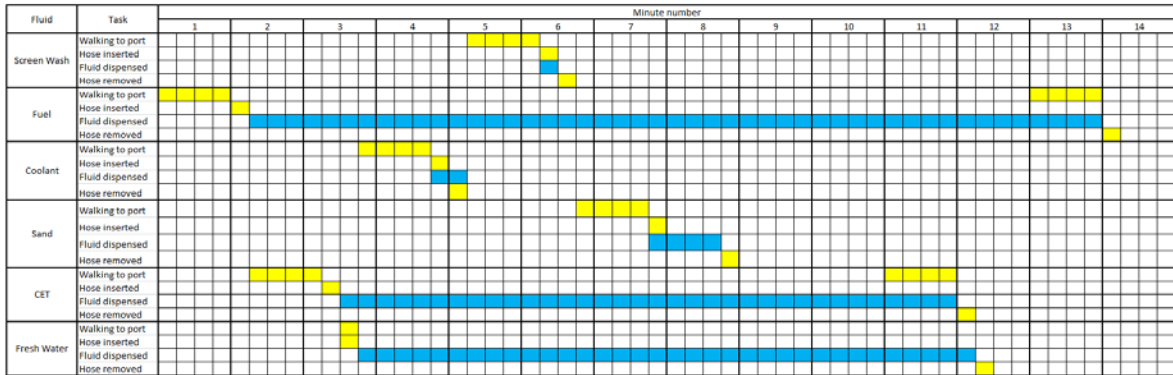 Fluid Task Minute number
1 2 3 4 5 6 7 8 9 10 11 12 13 14
Screen Wash
Walking to port
Hose inserted
Fluid dispensed
Hose removed
Fuel
Walking to port
Hose inserted
Fluid dispensed
Hose removed
Coolant
Walking to port
Hose inserted
Fluid dispensed
Hose removed
Sand
Walking to port
Hose inserted
Fluid dispensed
Hose removed
CET
Walking to port
Hose inserted
Fluid dispensed
Hose removed
Fresh Water
Walking to port
Hose inserted
Fluid dispensed
Hose removed